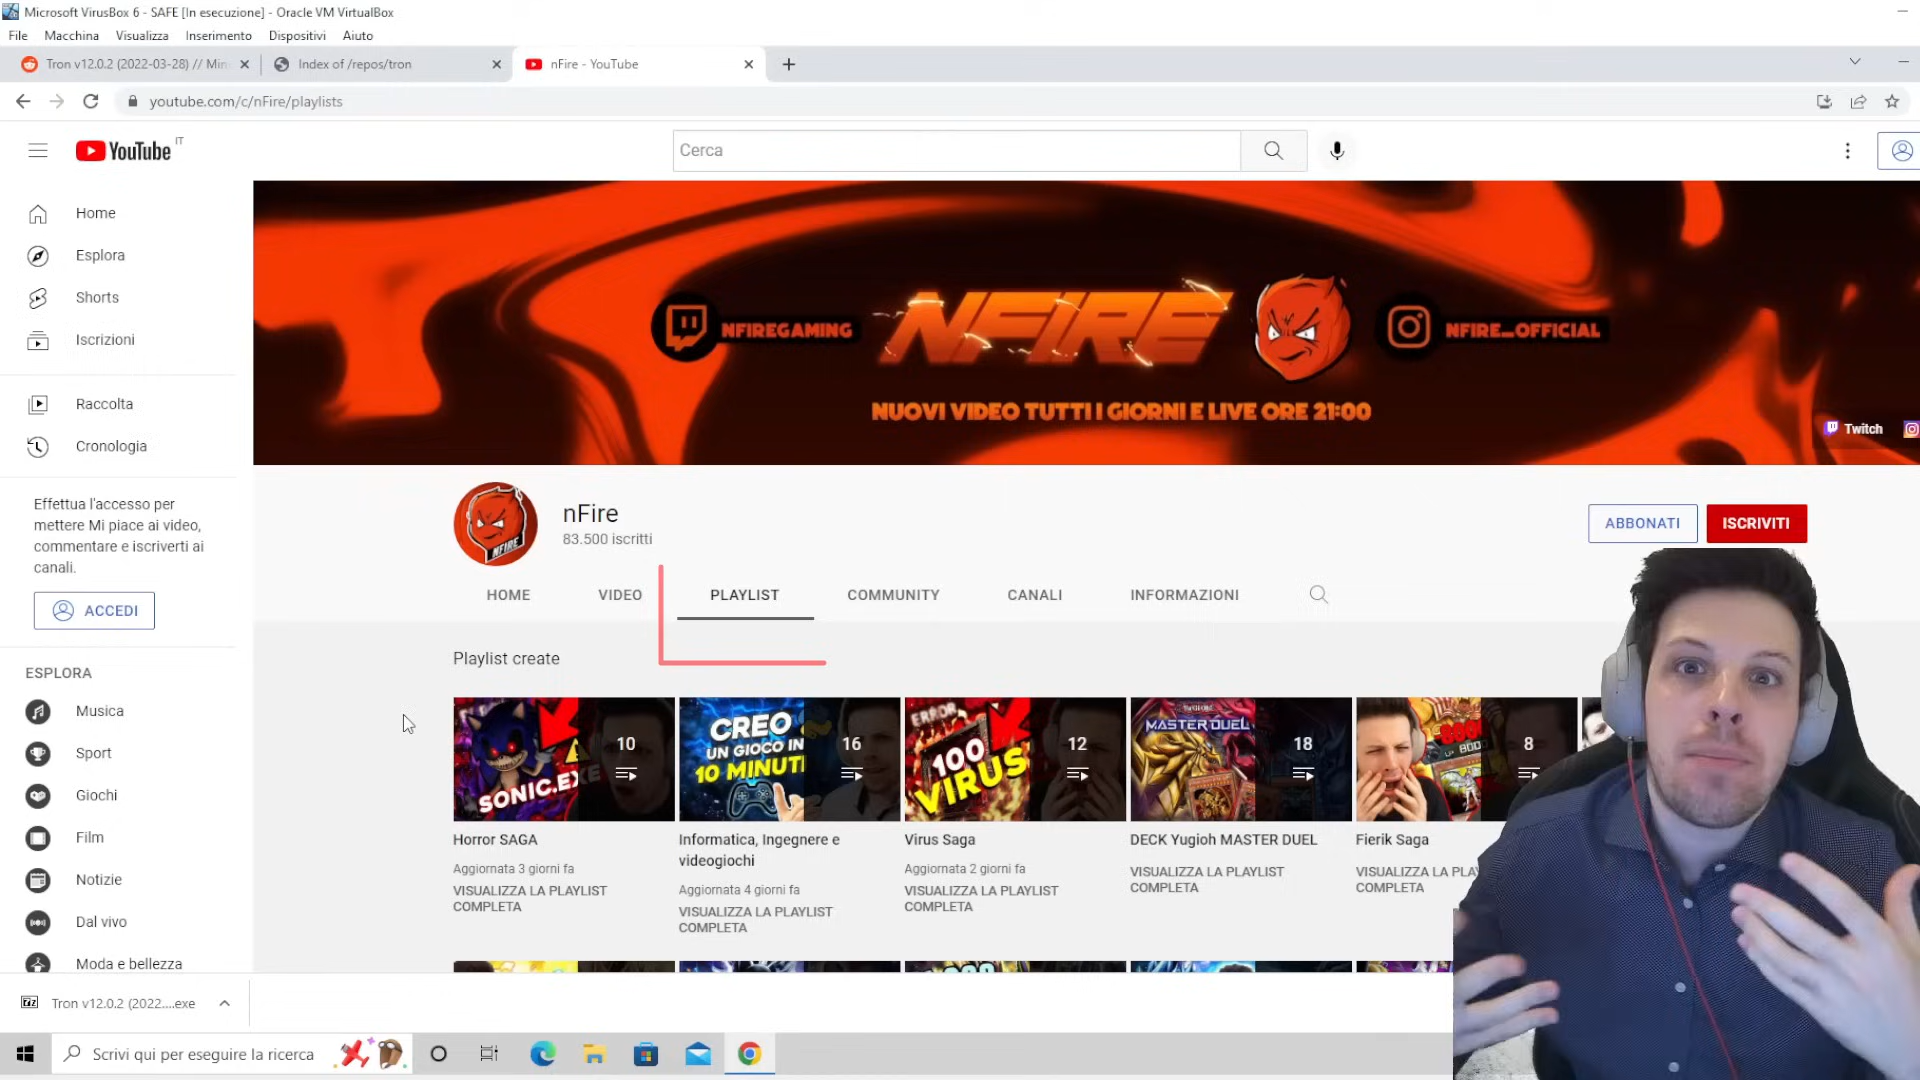 Microsoft VirusBox 6 - SAFE [In esecuzione] - Oracle VM VirtualBox
File Macchina Visualizza Inserimento Dispositivi Aiuto
Tron v12.0.2 (2022-03-28) // Min
Index of /repos/tron
nFire - YouTube
youtube.com/c/nFire/playlists
YouTube IT
Cerca
Home
Esplora
Shorts
Iscrizioni
Raccolta
Cronologia
Effettua l'accesso per
mettere Mi piace ai video,
commentare e iscriverti ai
canali.
ACCEDI
ESPLORA
Musica
Sport
Giochi
Film
Notizie
Dal vivo
Moda e bellezza
NFIREGAMING
NFIRE
NFIRE_OFFICIAL
NUOVI VIDEO TUTTI I GIORNI E LIVE ORE 21:00
Twitch
NFIRE
nFire
83.500 iscritti
ABBONATI
ISCRIVITI
HOME VIDEO PLAYLIST COMMUNITY CANALI INFORMAZIONI
Playlist create
SONIC.EXE
10
Horror SAGA
Aggiornata 3 giorni fa
VISUALIZZA LA PLAYLIST
COMPLETA
CREO
UN GIOCO IN
10 MINUTI
16
Informatica, Ingegnere e
videogiochi
Aggiornata 4 giorni fa
VISUALIZZA LA PLAYLIST
COMPLETA
ERROR
100
VIRUS
12
Virus Saga
Aggiornata 2 giorni fa
VISUALIZZA LA PLAYLIST
COMPLETA
MASTER DUEL
18
DECK Yugioh MASTER DUEL
VISUALIZZA LA PLAYLIST
COMPLETA
8
Fierik Saga
VISUALIZZA LA PLAY
COMPLETA
Tron v12.0.2 (2022....exe
Scrivi qui per eseguire la ricerca